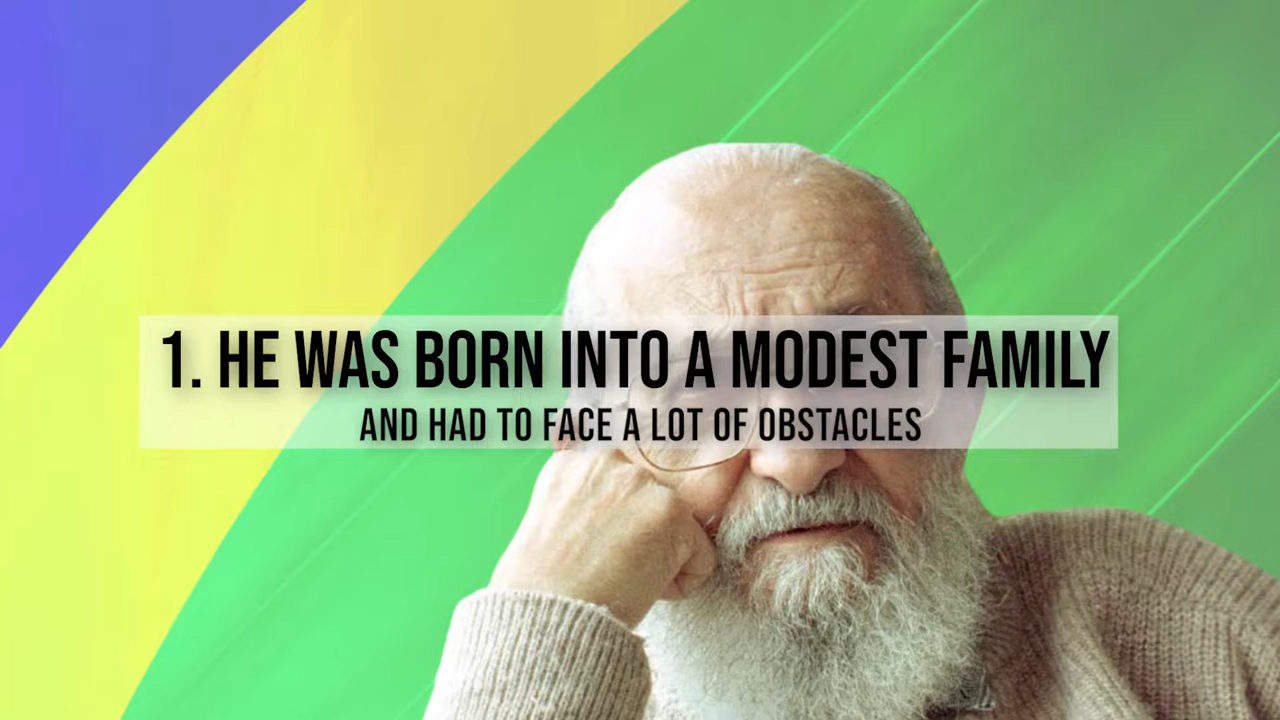 1. HE WAS BORN INTO A MODEST FAMILY
AND HAD TO FACE A LOT OF OBSTACLES